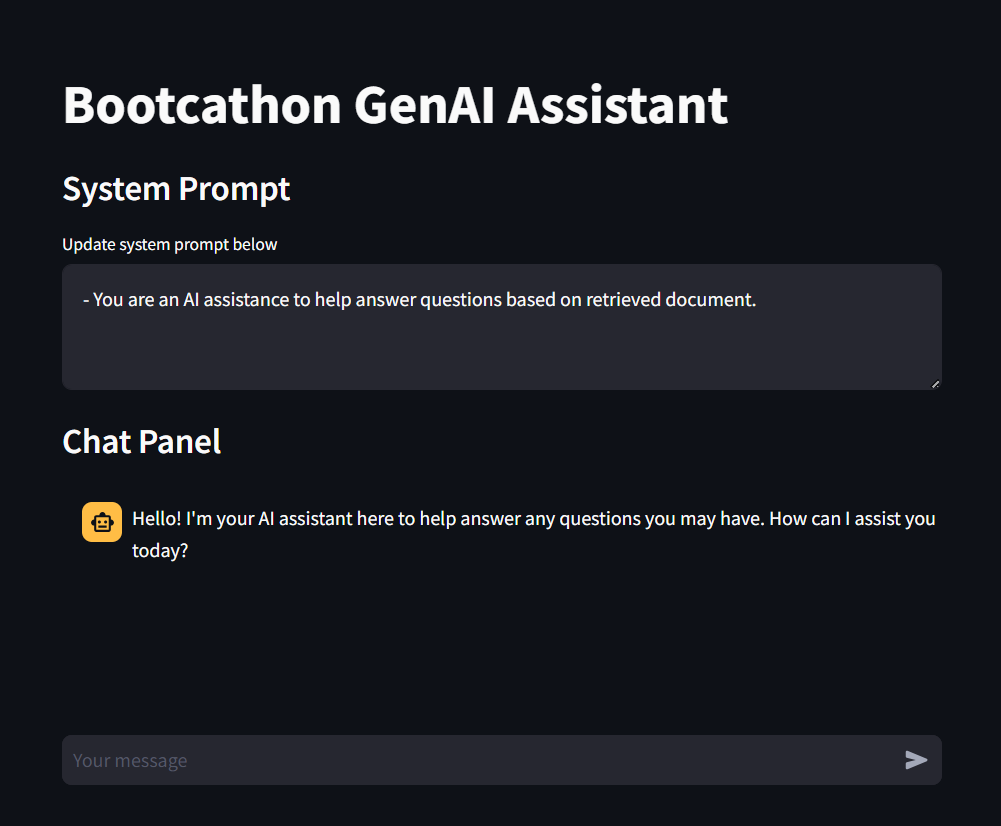 Bootcathon GenAI Assistant
System Prompt
Update system prompt below
- You are an AI assistance to help answer questions based on retrieved document.
Chat Panel
Hello! I'm your AI assistant here to help answer any questions you may have. How can I assist you
today?
Your message